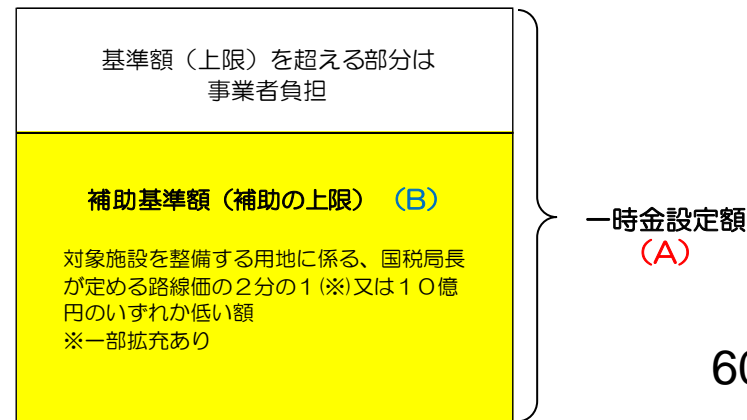 基準額（上限）を超える部分は
事業者負担
補助基準額（補助の上限）　（B）
対象施設を整備する用地に係る、国税局長
が定める路線価の２分の１(※)又は１０億
円のいずれか低い額
※一部拡充あり
一時金設定額
（A）
60